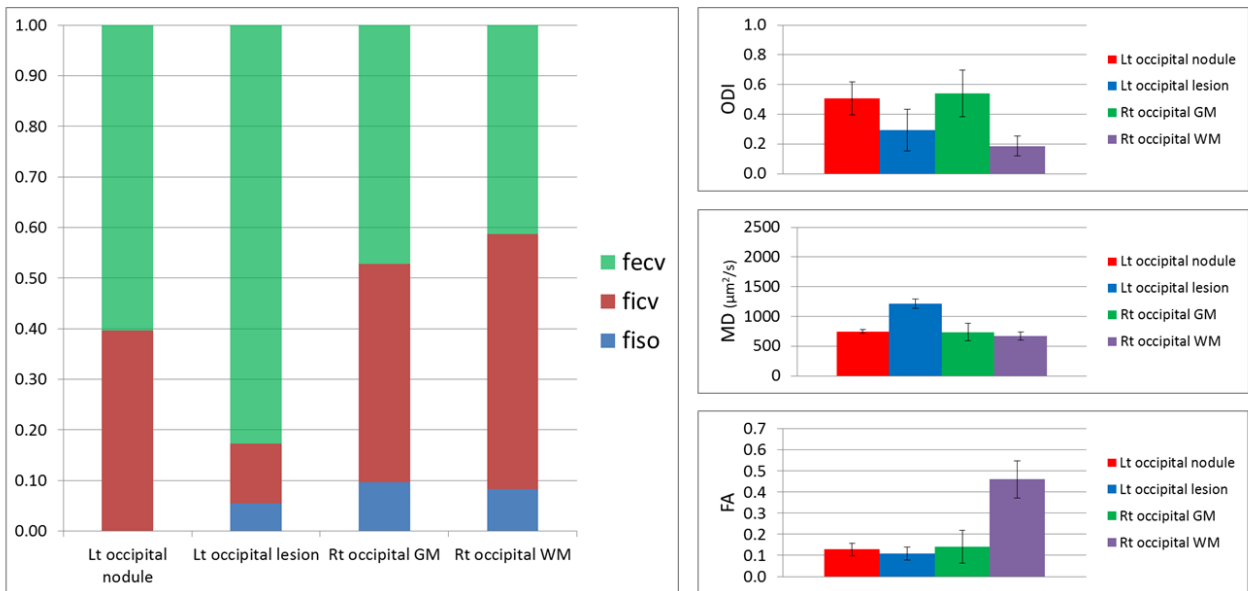 1.00
0.90
0.80
0.70
0.60
0.50
0.40
0.30
0.20
0.10
0.00
Lt occipital
nodule
Lt occipital lesion
Rt occipital GM
Rt occipital WM
fecv
ficv
fiso
ODI
1.0
0.8
0.6
0.4
0.2
0.0
Lt occipital nodule
Lt occipital lesion
Rt occipital GM
Rt occipital WM
MD (µm²/s)
2500
2000
1500
1000
500
0
Lt occipital nodule
Lt occipital lesion
Rt occipital GM
Rt occipital WM
FA
0.7
0.6
0.5
0.4
0.3
0.2
0.1
0.0
Lt occipital nodule
Lt occipital lesion
Rt occipital GM
Rt occipital WM